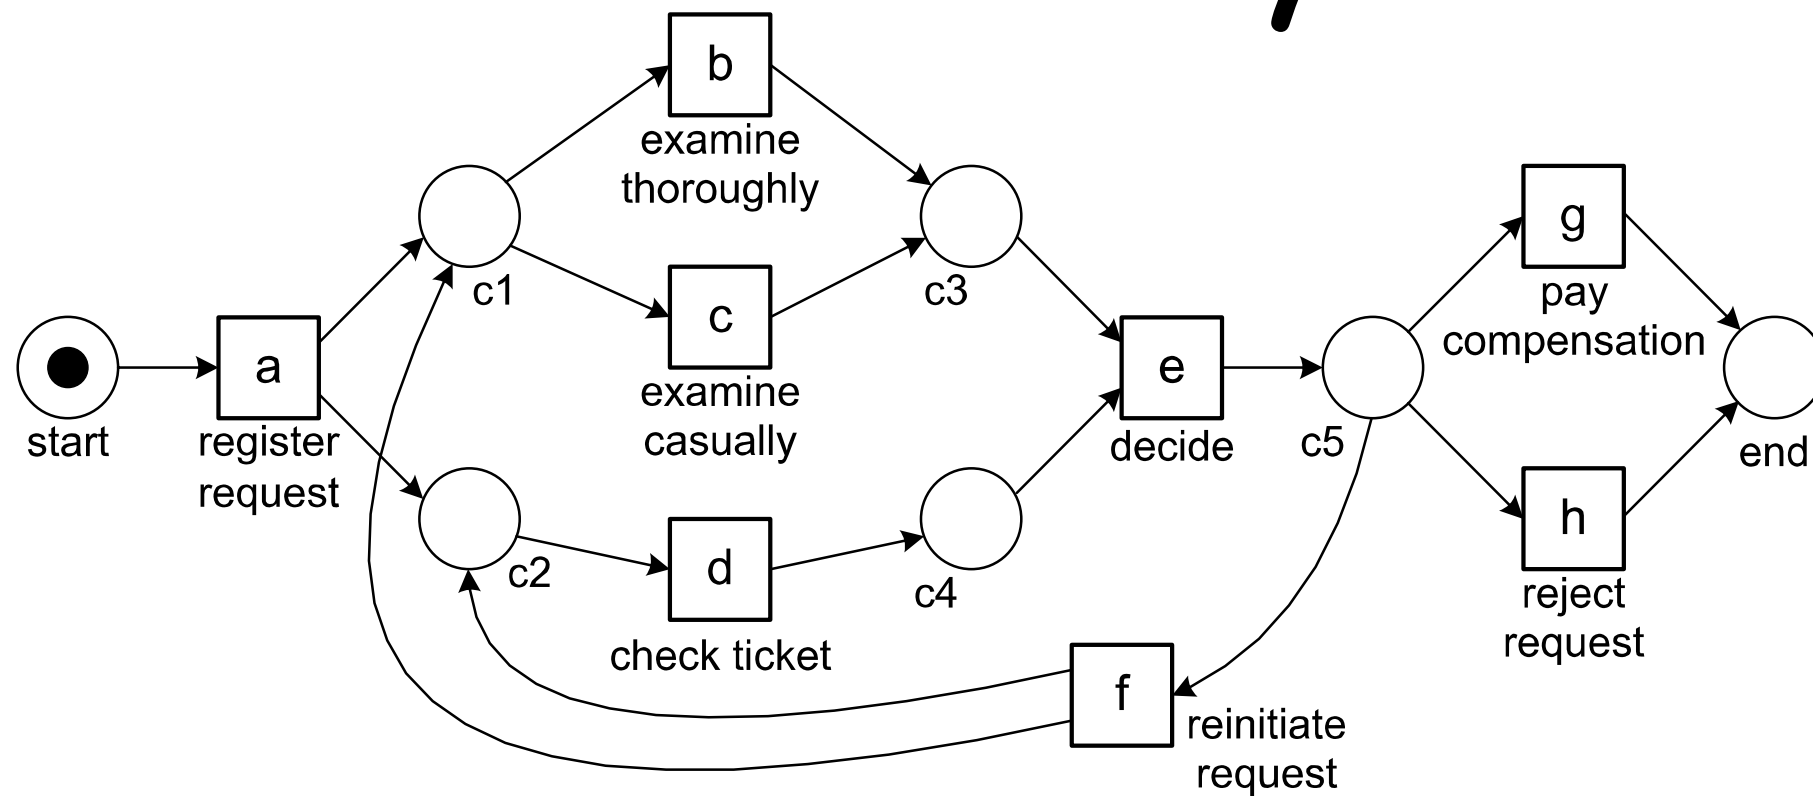 b
examine
thoroughly
c1
c3
g
pay
compensation
start
a
register
request
c
examine
casually
e
decide
c5
end
c2
d
check ticket
c4
h
reject
request
f
reinitiate
request